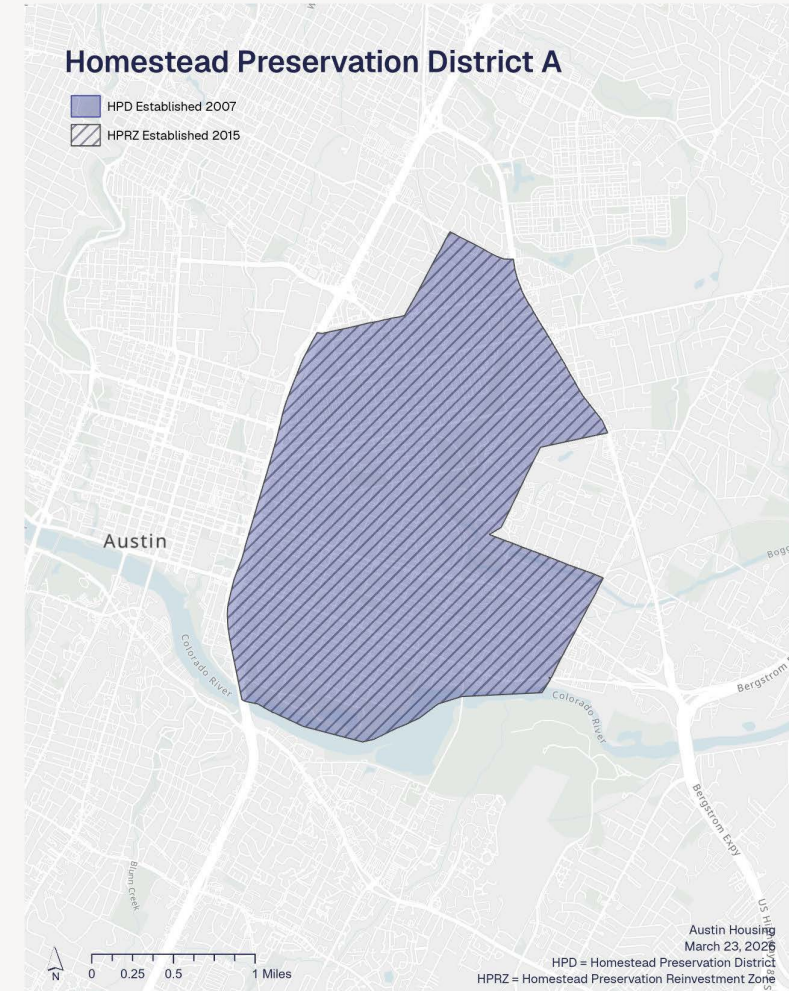 Homestead Preservation District A
HPD Established 2007
HPRZ Established 2015
Austin
Colorado River
Colorado River
Bergstrom
Bergstrom Expy
Blunn Creek
0 0.25 0.5 1 Miles
N
Austin Housing
March 23, 2026
HPD = Homestead Preservation District
HPRZ = Homestead Preservation Reinvestment Zone